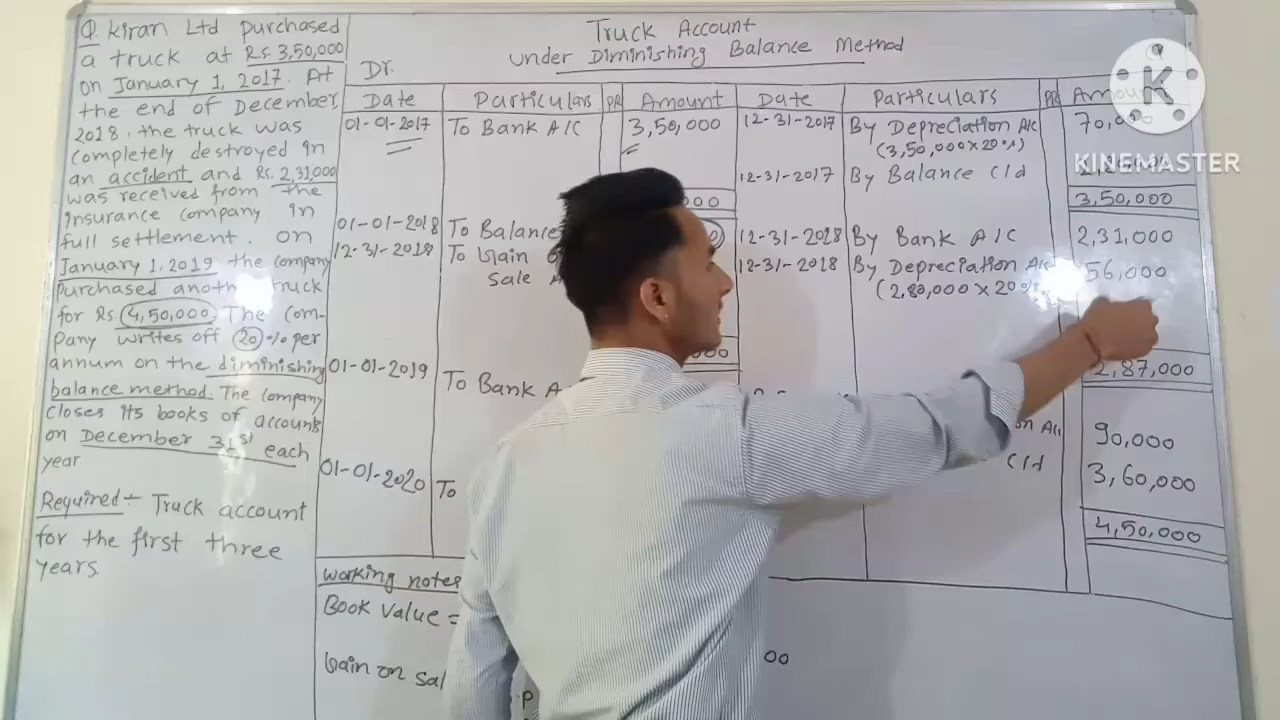 Q. Kiran Ltd purchased
a truck at Rs. 3,50,000
on January 1, 2017. At
the end of December
2018, the truck was
completely destroyed in
an accident and Rs. 2,31,000
was received from the
insurance company in
full settlement. on
January 1, 2019 the company
purchased another truck
for Rs. 4,50,000 The com-
pany writes off 20% per
annum on the diminishing
balance method. The company
closes its books of accounts
on December 31st each
year
Required:- Truck account
for the first three
years.
Truck Account
under Diminishing Balance Method
Dr.
Date Particulars PR Amount Date Particulars PR
01-01-2017 To Bank A/C 3,50,000 12-31-2017 By Depreciation A/c
(3,50,000 x 20%)
12-31-2017 By Balance C/d
3,50,000
01-01-2018 To Balance 12-31-2018 By Bank A/C 2,31,000
12-31-2018 To Gain 12-31-2018 By Depreciation A/c 56,000
sale (2,80,000 x 20%
2,87,000
01-01-2019 To Bank
90,000
C/d 3,60,000
01-01-2020 To
4,50,000
Working notes
Book Value =
Gain on
K
KINEMASTER